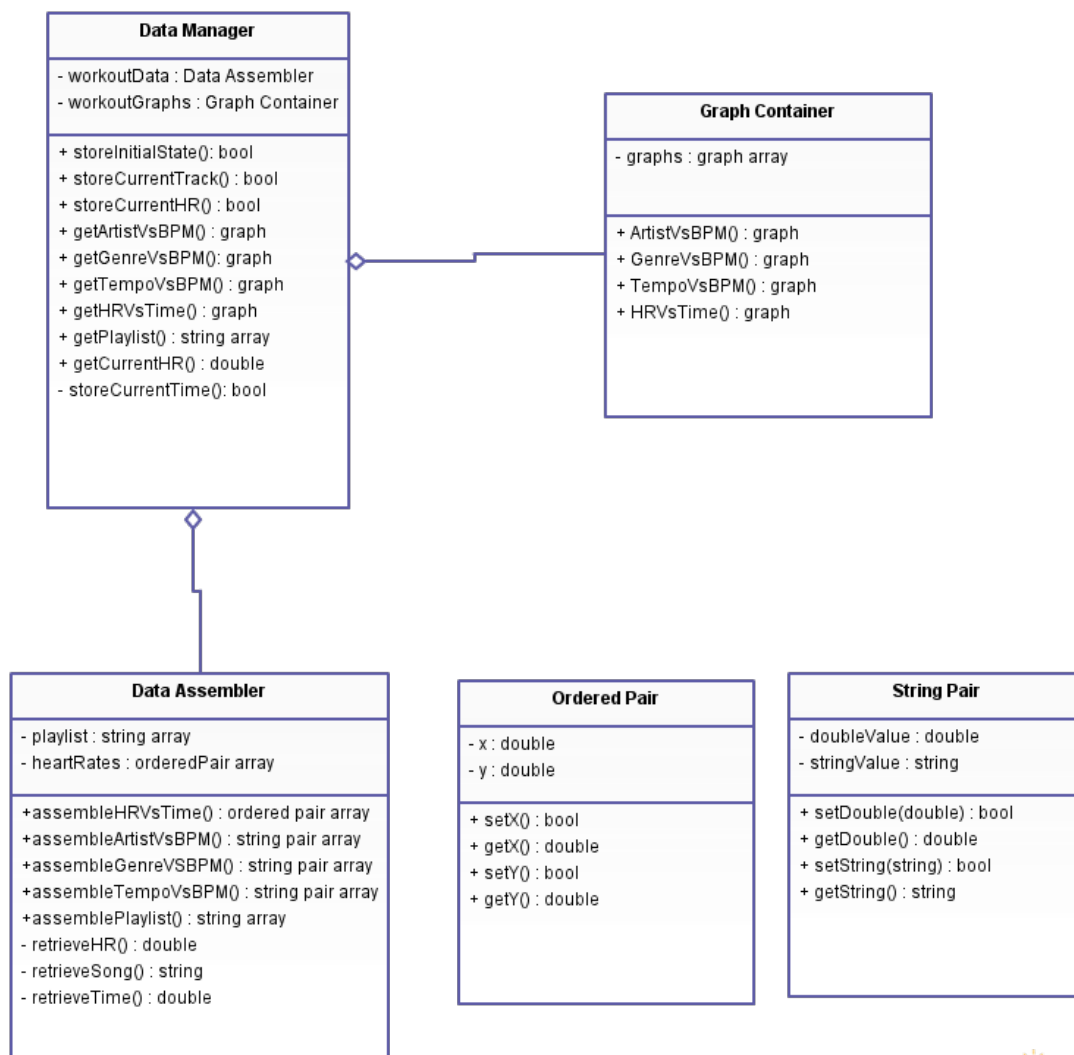 Data Manager
- workoutData : Data Assembler
- workoutGraphs : Graph Container
+ storeInitialState(): bool
+ storeCurrentTrack() : bool
+ storeCurrentHR() : bool
+ getArtistVsBPM() : graph
+ getGenreVsBPM(): graph
+ getTempoVsBPM() : graph
+ getHRVsTime() : graph
+ getPlaylist() : string array
+ getCurrentHR() : double
- storeCurrentTime(): bool
Graph Container
- graphs : graph array
+ ArtistVsBPM() : graph
+ GenreVsBPM() : graph
+ TempoVsBPM() : graph
+ HRVsTime() : graph
Data Assembler
- playlist : string array
- heartRates : orderedPair array
+assembleHRVsTime() : ordered pair array
+assembleArtistVsBPM() : string pair array
+assembleGenreVSBPM() : string pair array
+assembleTempoVsBPM() : string pair array
+assemblePlaylist() : string array
- retrieveHR() : double
- retrieveSong() : string
- retrieveTime() : double
Ordered Pair
- x : double
- y : double
+ setX() : bool
+ getX() : double
+ setY() : bool
+ getY() : double
String Pair
- doubleValue : double
- stringValue : string
+ setDouble(double) : bool
+ getDouble() : double
+ setString(string) : bool
+ getString() : string